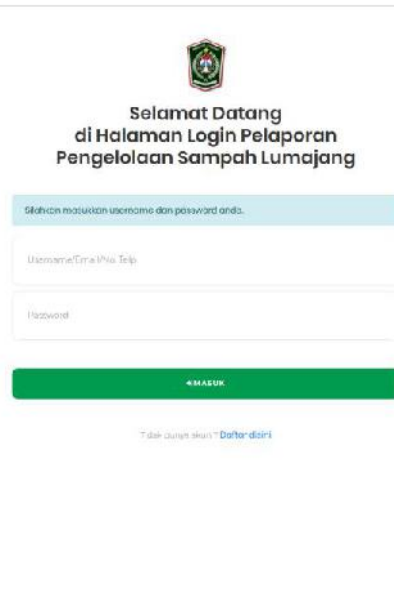 Selamat Datang
di Halaman Login Pelaporan
Pengelolaan Sampah Lumajang
Silahkan masukkan username dan password anda.
Username/Email/No Telp
Password
MASUK
Tidak punya akun ? Daftar disini